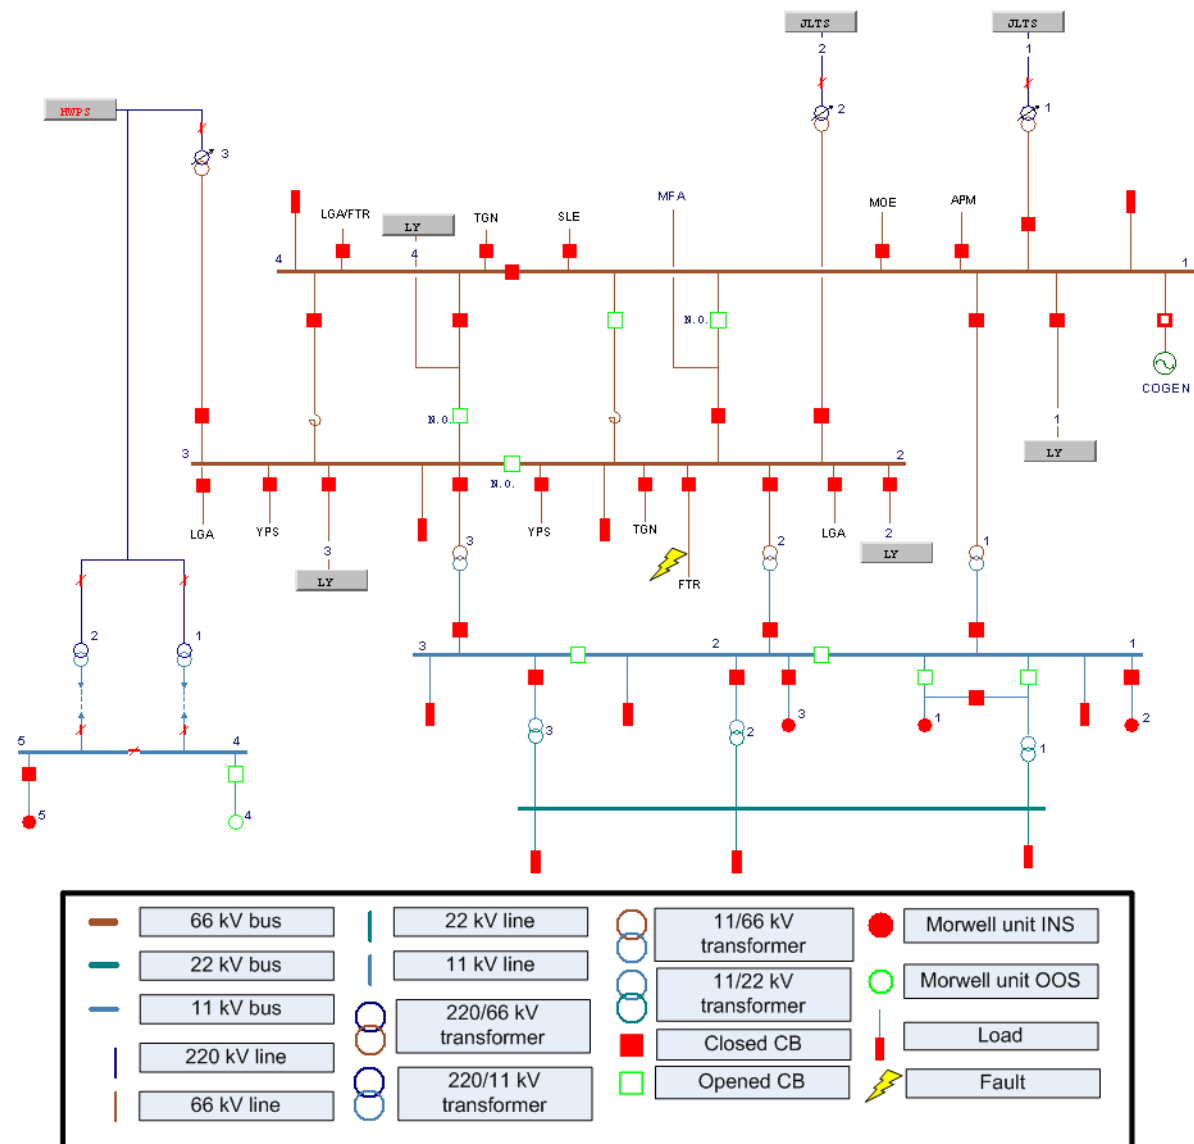 JLTS
JLTS
2
1
HWPS
2
1
3
MFA
LGA/FTR
LY
TGN
SLE
MOE
APM
4
4
1
N.O.
COGEN
N.O.
1
3
2
N.O.
LY
LGA
YPS
YPS
TGN
LGA
2
3
LY
LY
FTR
3
2
1
2
1
3
2
1
3
1
2
3
2
1
5
4
5
4
66 kV bus
22 kV line
11/66 kV
transformer
Morwell unit INS
22 kV bus
11 kV line
11/22 kV
transformer
Morwell unit OOS
11 kV bus
220/66 kV
transformer
Closed CB
Load
220 kV line
220/11 kV
transformer
Opened CB
Fault
66 kV line